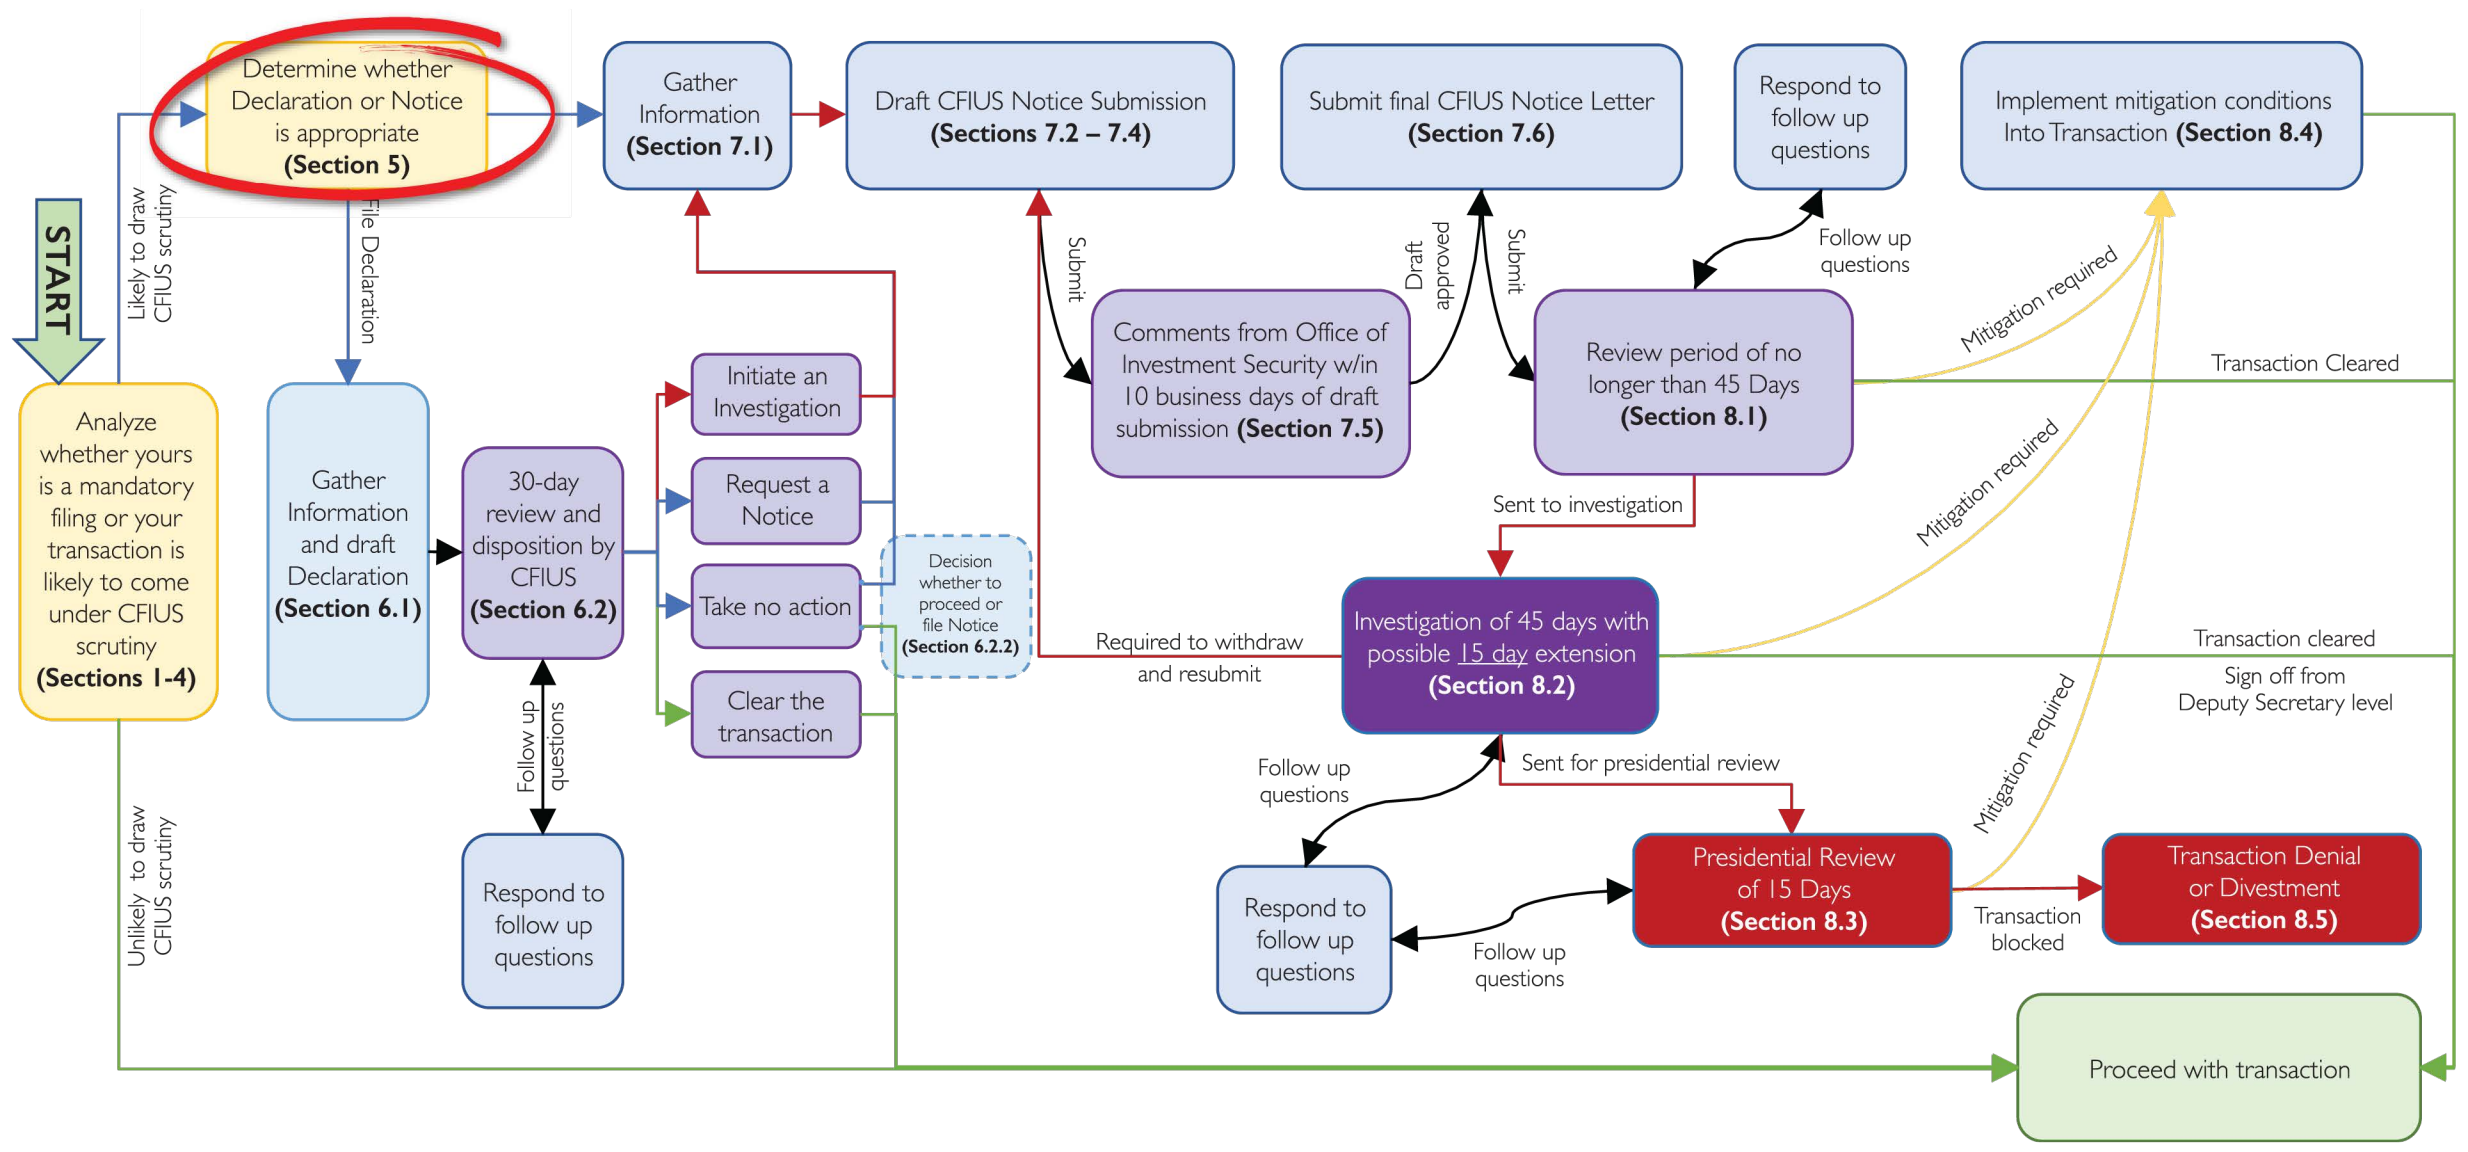 START
Analyze
whether yours
is a mandatory
filing or your
transaction is
likely to come
under CFIUS
scrutiny
(Sections 1-4)
Likely to draw
CFIUS scrutiny
Unlikely to draw
CFIUS scrutiny
Determine whether
Declaration or Notice
is appropriate
(Section 5)
File Declaration
Gather
Information
and draft
Declaration
(Section 6.1)
30-day
review and
disposition by
CFIUS
(Section 6.2)
Follow up
questions
Respond to
follow up
questions
Initiate an
Investigation
Request a
Notice
Take no action
Clear the
transaction
Decision
whether to
proceed or
file Notice
(Section 6.2.2)
Gather
Information
(Section 7.1)
Draft CFIUS Notice Submission
(Sections 7.2 – 7.4)
Submit
Comments from Office of
Investment Security w/in
10 business days of draft
submission (Section 7.5)
Draft
approved
Submit final CFIUS Notice Letter
(Section 7.6)
Submit
Review period of no
longer than 45 Days
(Section 8.1)
Follow up
questions
Respond to
follow up
questions
Sent to investigation
Investigation of 45 days with
possible 15 day extension
(Section 8.2)
Required to withdraw
and resubmit
Follow up
questions
Respond to
follow up
questions
Sent for presidential review
Follow up
questions
Presidential Review
of 15 Days
(Section 8.3)
Transaction
blocked
Transaction Denial
or Divestment
(Section 8.5)
Mitigation required
Mitigation required
Mitigation required
Implement mitigation conditions
Into Transaction (Section 8.4)
Transaction Cleared
Transaction cleared
Sign off from
Deputy Secretary level
Proceed with transaction